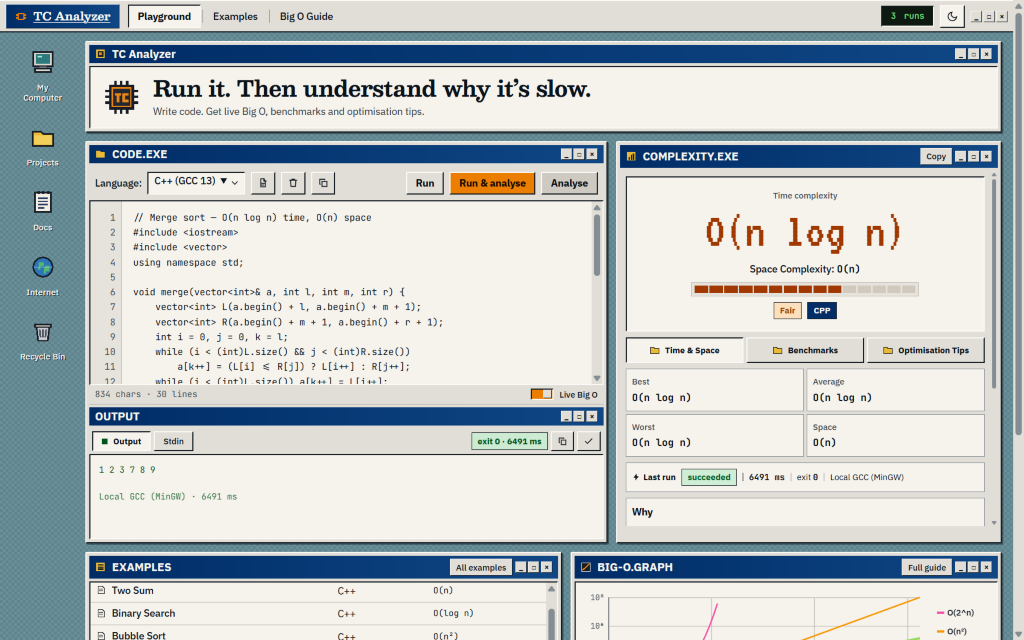 TC Analyzer
Playground
Examples
Big O Guide
3 runs
My
Computer
Projects
Docs
Internet
Recycle Bin
TC Analyzer
TC
Run it. Then understand why it’s slow.
Write code. Get live Big O, benchmarks and optimisation tips.
CODE.EXE
Language: C++ (GCC 13) Run Run & analyse Analyse
1 // Merge sort — O(n log n) time, O(n) space
2 #include <iostream>
3 #include <vector>
4 using namespace std;
5
6 void merge(vector<int>& a, int l, int m, int r) {
7 vector<int> L(a.begin() + l, a.begin() + m + 1);
8 vector<int> R(a.begin() + m + 1, a.begin() + r + 1);
9 int i = 0, j = 0, k = l;
10 while (i < (int)L.size() && j < (int)R.size())
11 a[k++] = (L[i] <= R[j]) ? L[i++] : R[j++];
12 while (i < (int)L.size()) a[k++] = L[i++];
834 chars · 30 lines
Live Big O
OUTPUT
Output Stdin exit 0 · 6491 ms
1 2 3 7 8 9
Local GCC (MinGW) · 6491 ms
COMPLEXITY.EXE
Copy
Time complexity
O(n log n)
Space Complexity: O(n)
Fair CPP
Time & Space Benchmarks Optimisation Tips
Best
O(n log n)
Average
O(n log n)
Worst
O(n log n)
Space
O(n)
Last run succeeded | 6491 ms | exit 0 | Local GCC (MinGW)
Why
EXAMPLES
All examples
Two Sum C++ O(n)
Binary Search C++ O(log n)
Bubble Sort C++ O(n²)
BIG-O.GRAPH
Full guide
O(2^n)
O(n²)